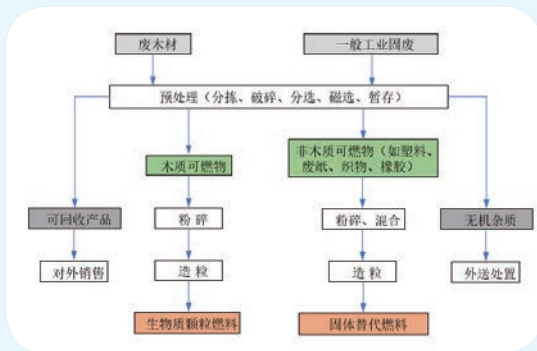 废木材
一般工业固废
预处理（分拣、破碎、分选、磁选、暂存）
木质可燃物
非木质可燃物（如塑料、
废纸、织物、橡胶）
可回收产品
粉碎
粉碎、混合
无机杂质
对外销售
造粒
造粒
外送处置
生物质颗粒燃料
固体替代燃料